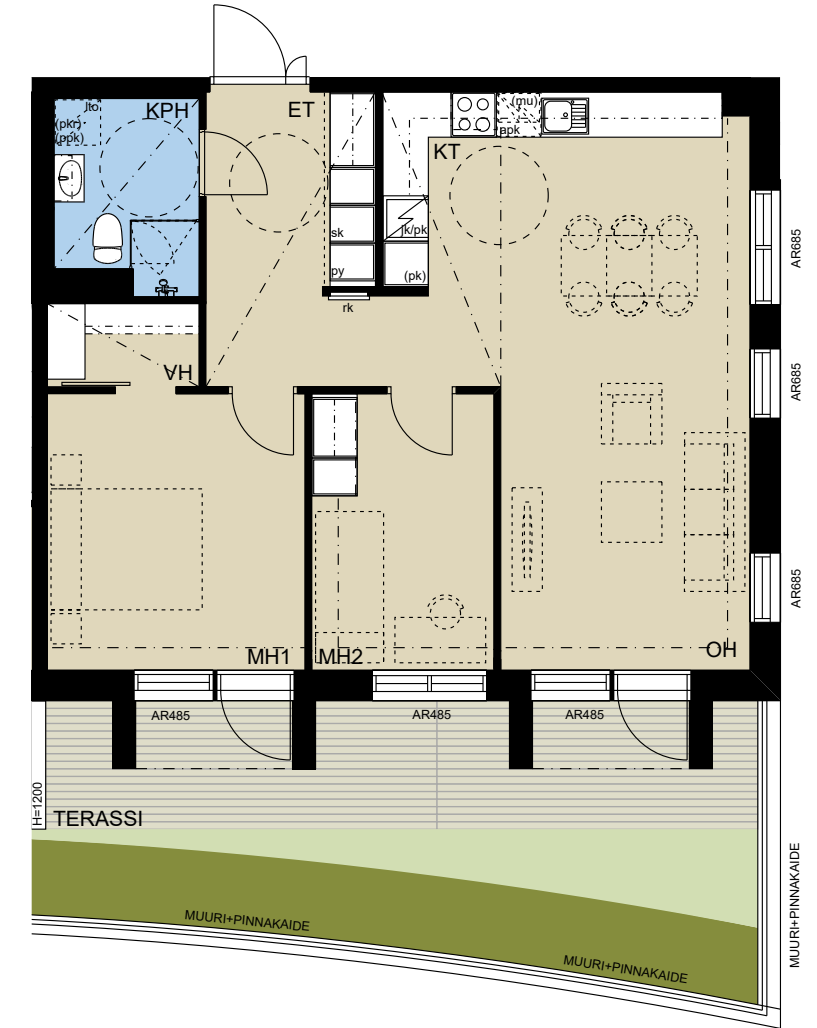 lto
KPH
(pkr)
(ppk)
ET
(mu)
apk
KT
sk
jk/pk
py
(pk)
rk
AR685
VH
AR685
AR685
MH1
MH2
OH
AR485
AR485
AR485
H=1200
TERASSI
MUURI+PINNAKAIDE
MUURI+PINNAKAIDE
MUURI+PINNAKAIDE